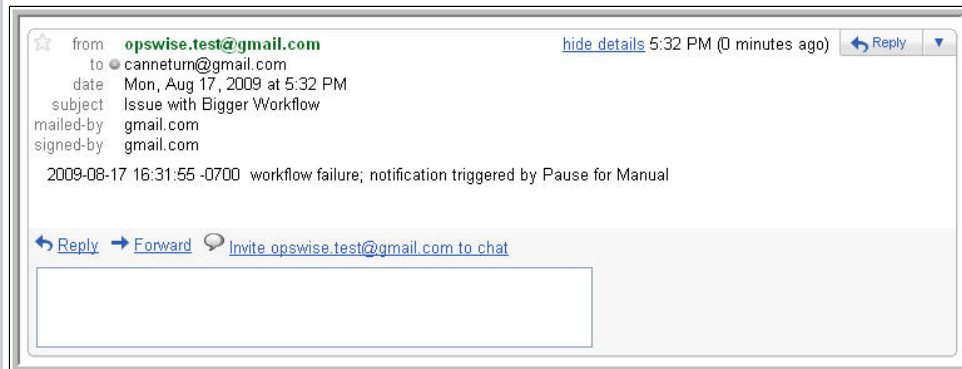 from opswise.test@gmail.com hide details 5:32 PM (0 minutes ago) Reply
to canneturn@gmail.com
date Mon, Aug 17, 2009 at 5:32 PM
subject Issue with Bigger Workflow
mailed-by gmail.com
signed-by gmail.com
2009-08-17 16:31:55 -0700 workflow failure; notification triggered by Pause for Manual
Reply Forward Invite opswise.test@gmail.com to chat